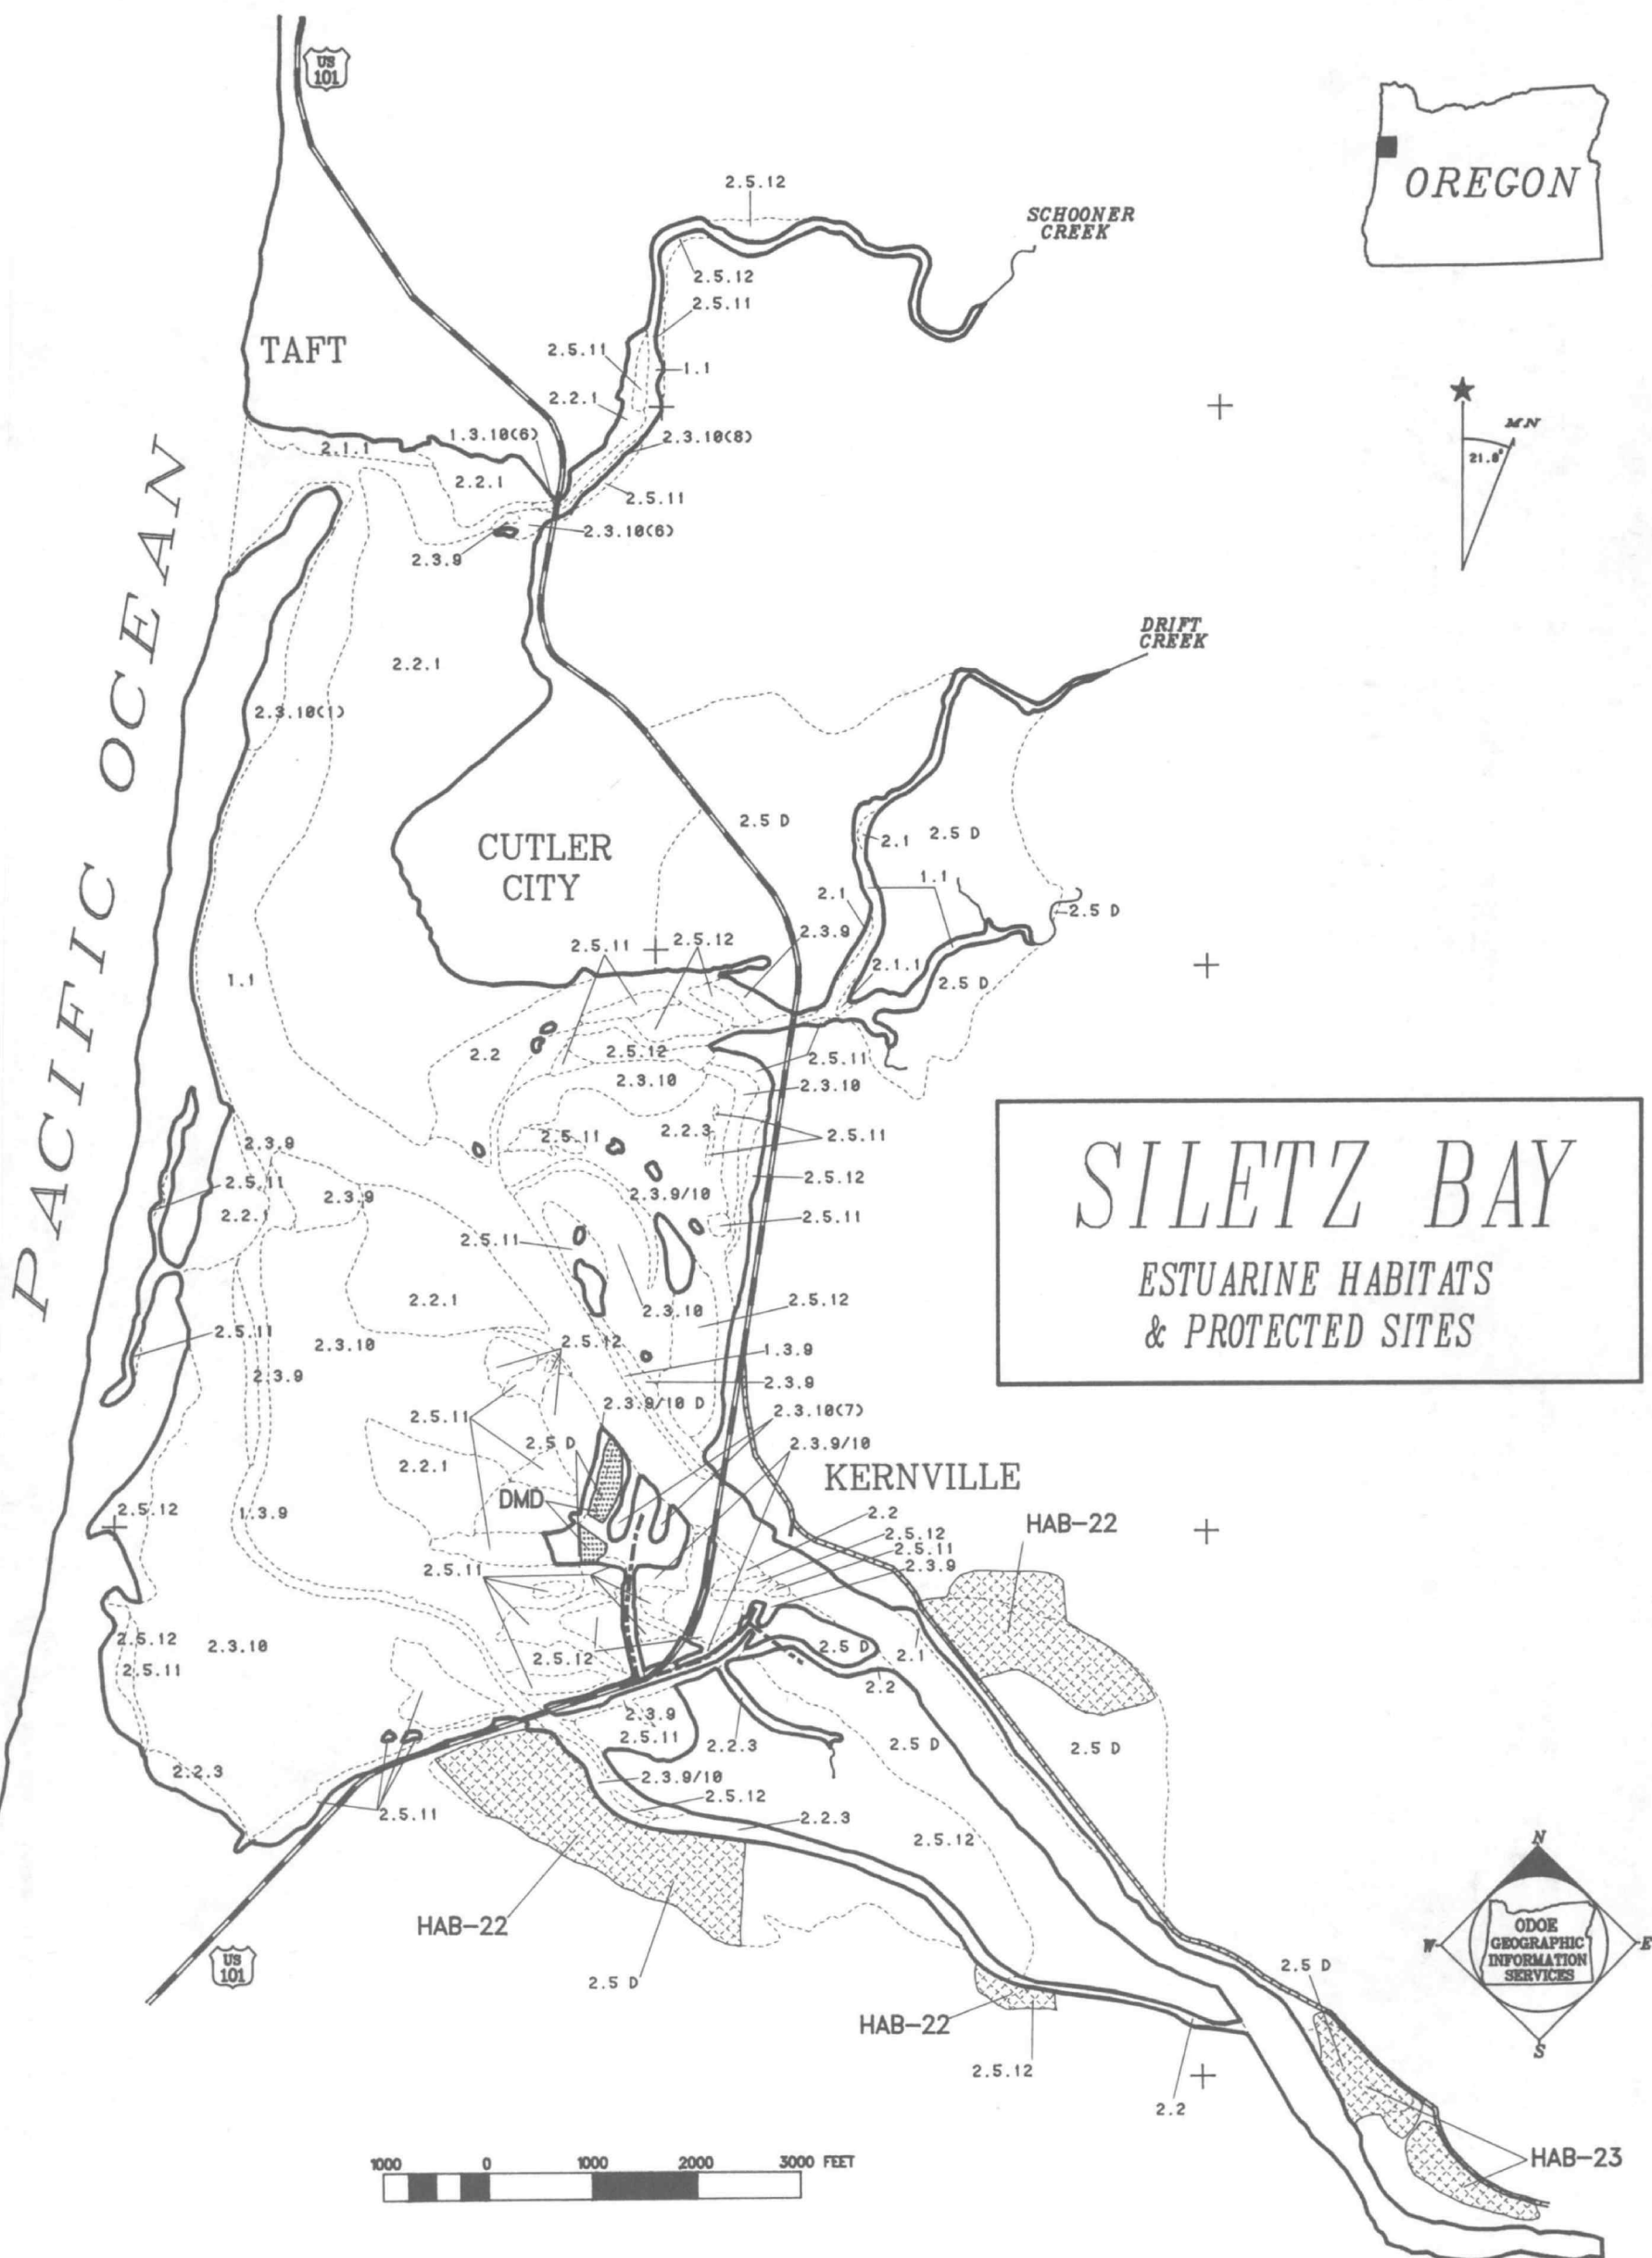 US
101
OREGON
2.5.12
SCHOONER
CREEK
2.5.12
2.5.11
TAFT
2.5.11
1.1
2.2.1
1.3.10(6)
2.3.10(8)
2.1.1
2.2.1
2.5.11
2.3.10(6)
2.3.9
MN
21.0°
PACIFIC OCEAN
DRIFT
CREEK
2.2.1
2.3.10(1)
2.5 D
2.1
2.5 D
CUTLER
CITY
1.1
2.1
2.5 D
2.3.9
2.5.11
2.5.12
2.1.1
1.1
2.5 D
2.2
2.5.12
2.5.11
2.3.10
2.3.10
2.3.9
2.5.11
2.2.3
2.5.11
2.5.11
2.5.12
2.3.9
2.3.9/10
2.2.1
2.5.11
2.5.11
SILETZ BAY
ESTUARINE HABITATS
& PROTECTED SITES
2.2.1
2.3.10
2.5.12
2.5.11
2.3.10
2.5.12
1.3.9
2.3.9
2.3.9
2.3.9/10 D
2.5.11
2.3.10(7)
2.5 D
2.3.9/10
2.2.1
KERNVILLE
DMD
2.5.12
1.3.9
2.2
HAB-22
2.5.12
2.5.11
2.3.9
2.5.11
2.5.12
2.3.10
2.5.11
2.5.12
2.5 D
2.1
2.2
2.3.9
2.5.11
2.2.3
2.5 D
2.5 D
2.2.3
2.3.9/10
2.5.12
2.5.11
2.2.3
2.5.12
HAB-22
US
101
2.5 D
HAB-22
2.5.12
2.5 D
2.2
HAB-23
N
W
E
S
ODOE
GEOGRAPHIC
INFORMATION
SERVICES
1000 0 1000 2000 3000 FEET